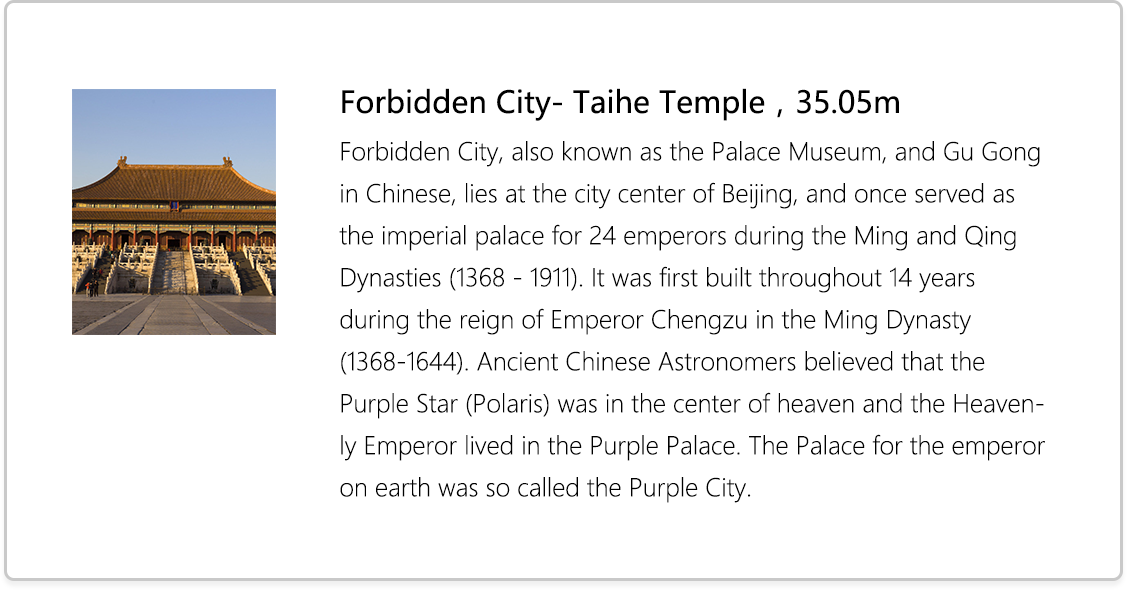 Forbidden City- Taihe Temple，35.05m
Forbidden City, also known as the Palace Museum, and Gu Gong
in Chinese, lies at the city center of Beijing, and once served as
the imperial palace for 24 emperors during the Ming and Qing
Dynasties (1368 - 1911). It was first built throughout 14 years
during the reign of Emperor Chengzu in the Ming Dynasty
(1368-1644). Ancient Chinese Astronomers believed that the
Purple Star (Polaris) was in the center of heaven and the Heaven-
ly Emperor lived in the Purple Palace. The Palace for the emperor
on earth was so called the Purple City.